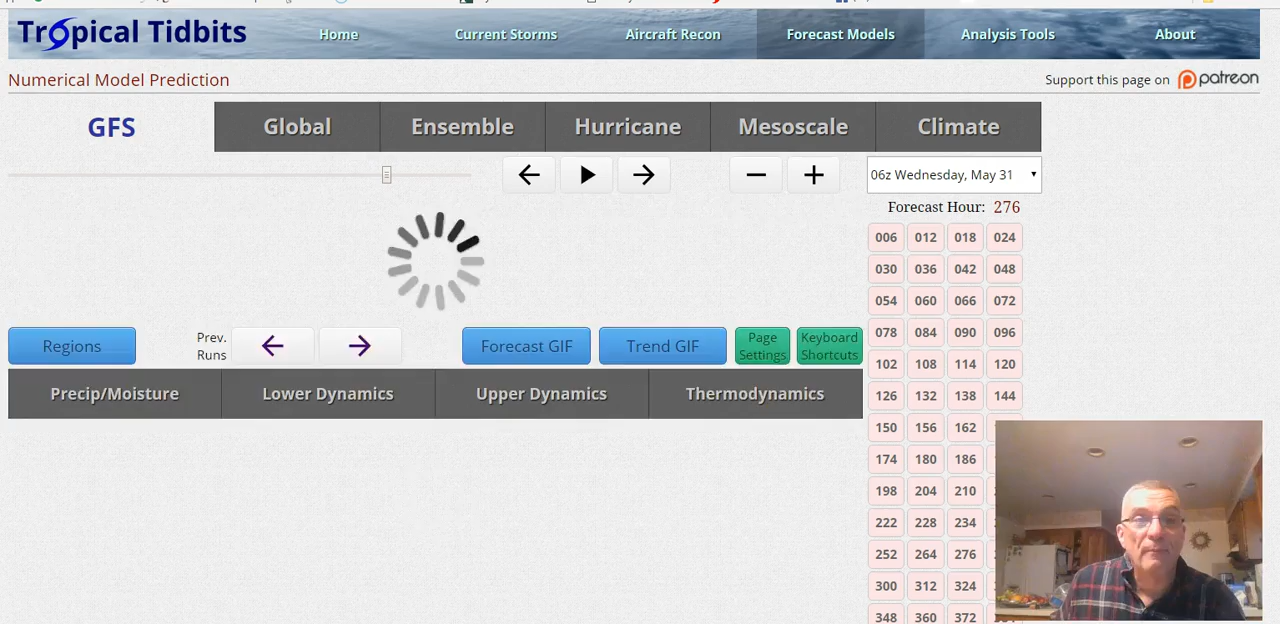 Tropical Tidbits
Home
Current Storms
Aircraft Recon
Forecast Models
Analysis Tools
About
Numerical Model Prediction
Support this page on patreon
GFS
Global
Ensemble
Hurricane
Mesoscale
Climate
06z Wednesday, May 31
Forecast Hour: 276
006 012 018 024
030 036 042 048
054 060 066 072
078 084 090 096
102 108 114 120
126 132 138 144
150 156 162
174 180 186
198 204 210
222 228 234
252 264 276
300 312 324
348 360 372
Regions
Prev.
Runs
Forecast GIF
Trend GIF
Page
Settings
Keyboard
Shortcuts
Precip/Moisture
Lower Dynamics
Upper Dynamics
Thermodynamics